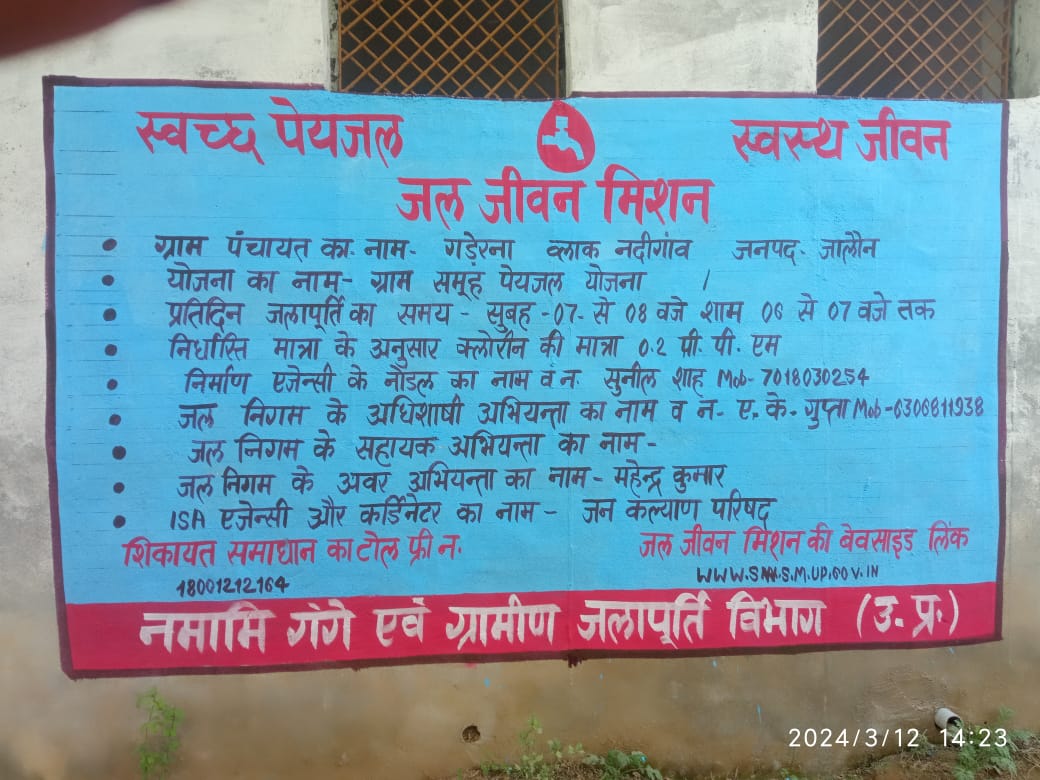 स्वच्छ पेयजल स्वस्थ जीवन
जल जीवन मिशन
• ग्राम पंचायत का नाम- गड़ेरना ब्लाक नदीगांव जनपद- जालौन
• योजना का नाम- ग्राम समूह पेयजल योजना /
• प्रतिदिन जलापूर्ति का समय - सुबह -07- से 08 वजे शाम 06 से 07 वजे तक
• निर्धारित मात्रा के अनुसार क्लोरीन की मात्रा 0.2 पी. पी. एम
• निर्माण एजेन्सी के नोडल का नाम व न. सुनील शाह Mob- 7018030254
• जल निगम के अधिशाषी अभियन्ता का नाम व न- ए. के. गुप्ता Mob -6306811938
• जल निगम के सहायक अभियन्ता का नाम-
• जल निगम के अवर अभियन्ता का नाम- महेन्द्र कुमार
• ISA एजेन्सी और कर्डिनेटर का नाम - जन कल्याण परिषद
शिकायत समाधान का टोल फ्री न.
18001212164
जल जीवन मिशन की बेवसाइड लिंक
WWW.SWSM.UP.GOV.IN
नमामि गंगे एवं ग्रामीण जलापूर्ति विभाग (उ. प्र.)
2024/3/12 14:23